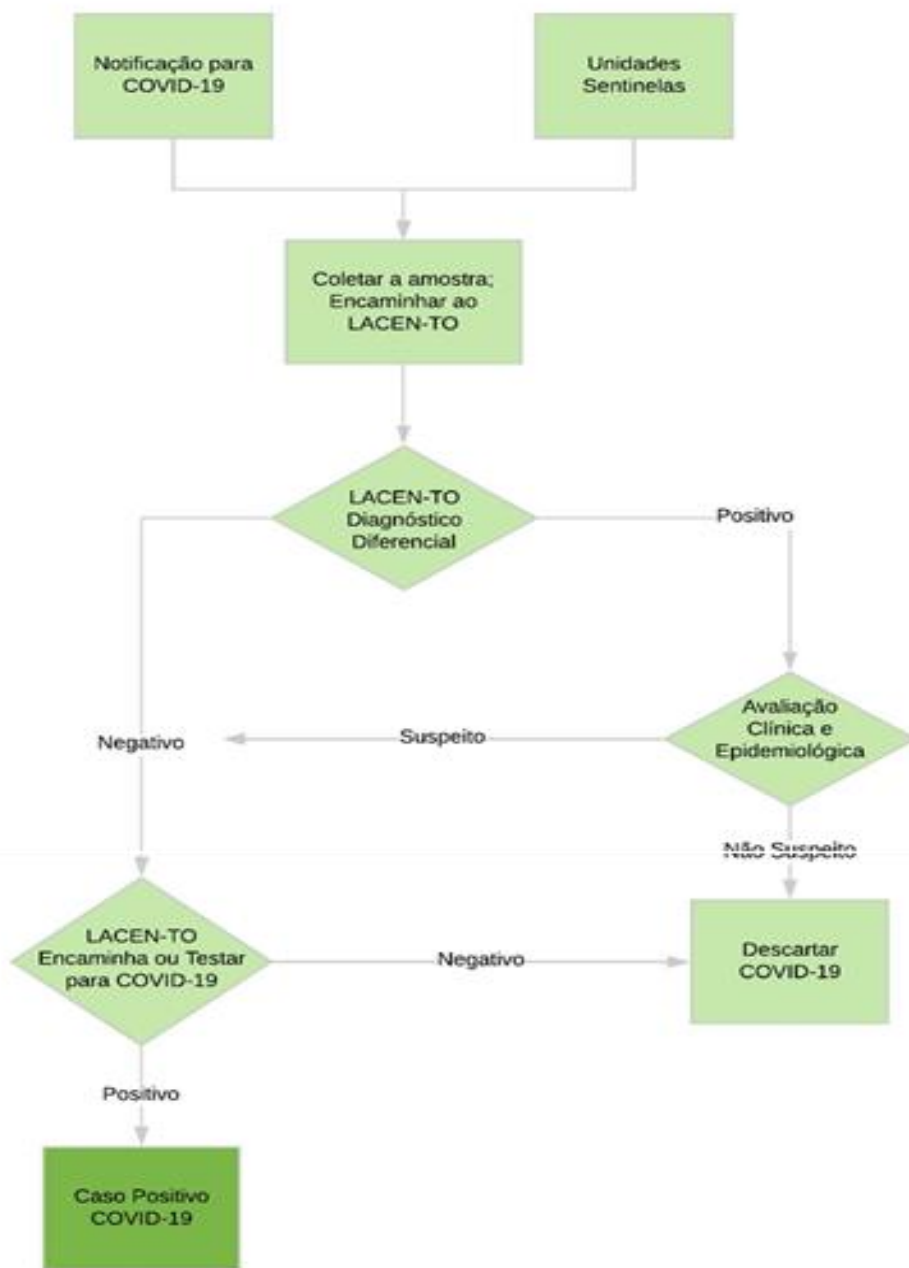 Notificação para
COVID-19
Unidades
Sentinelas
Coletar a amostra;
Encaminhar ao
LACEN-TO
LACEN-TO
Diagnóstico
Diferencial
Positivo
Avaliação
Clínica e
Epidemiológica
Suspeito
Negativo
Não Suspeito
LACEN-TO
Encaminha ou Testar
para COVID-19
Negativo
Descartar
COVID-19
Positivo
Caso Positivo
COVID-19